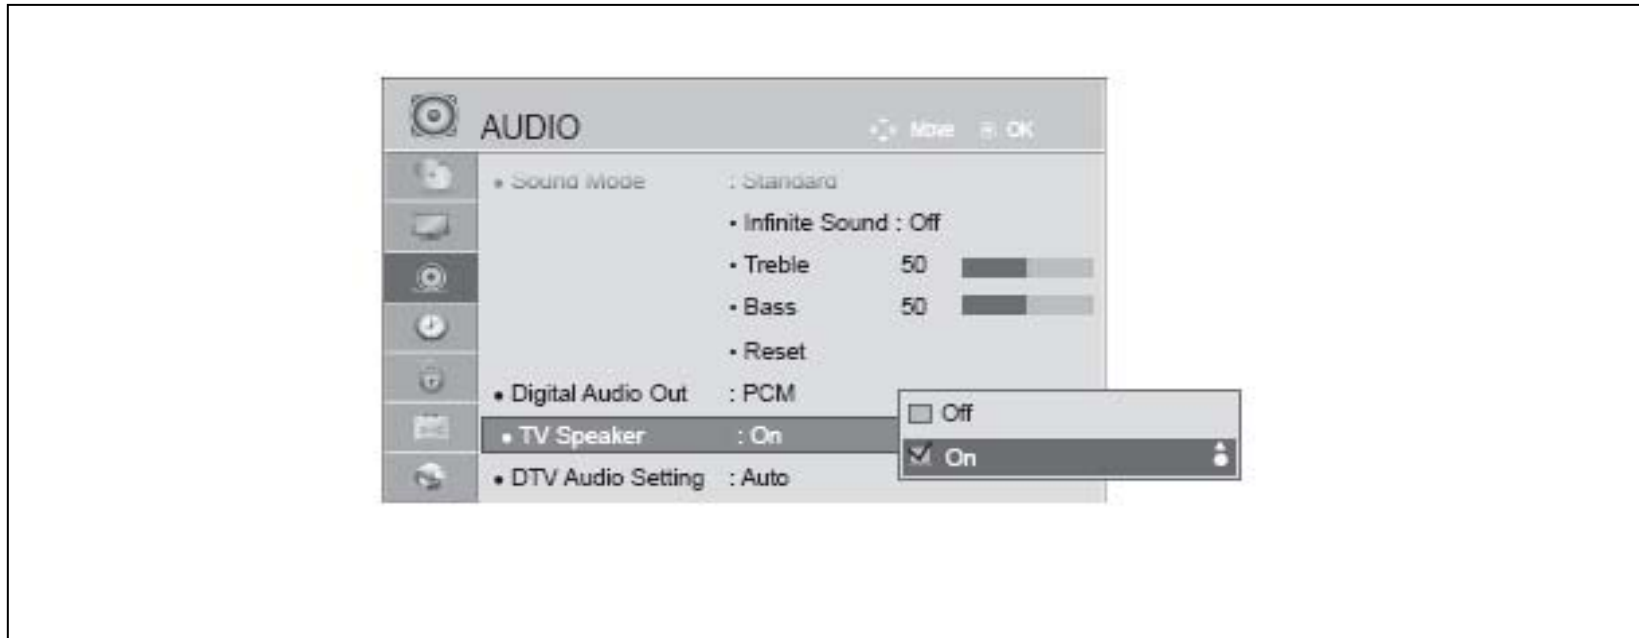 AUDIO Move OK
• Sound Mode : Standard
• Infinite Sound : Off
• Treble 50
• Bass 50
• Reset
• Digital Audio Out : PCM
Off
• TV Speaker : On
On
• DTV Audio Setting : Auto